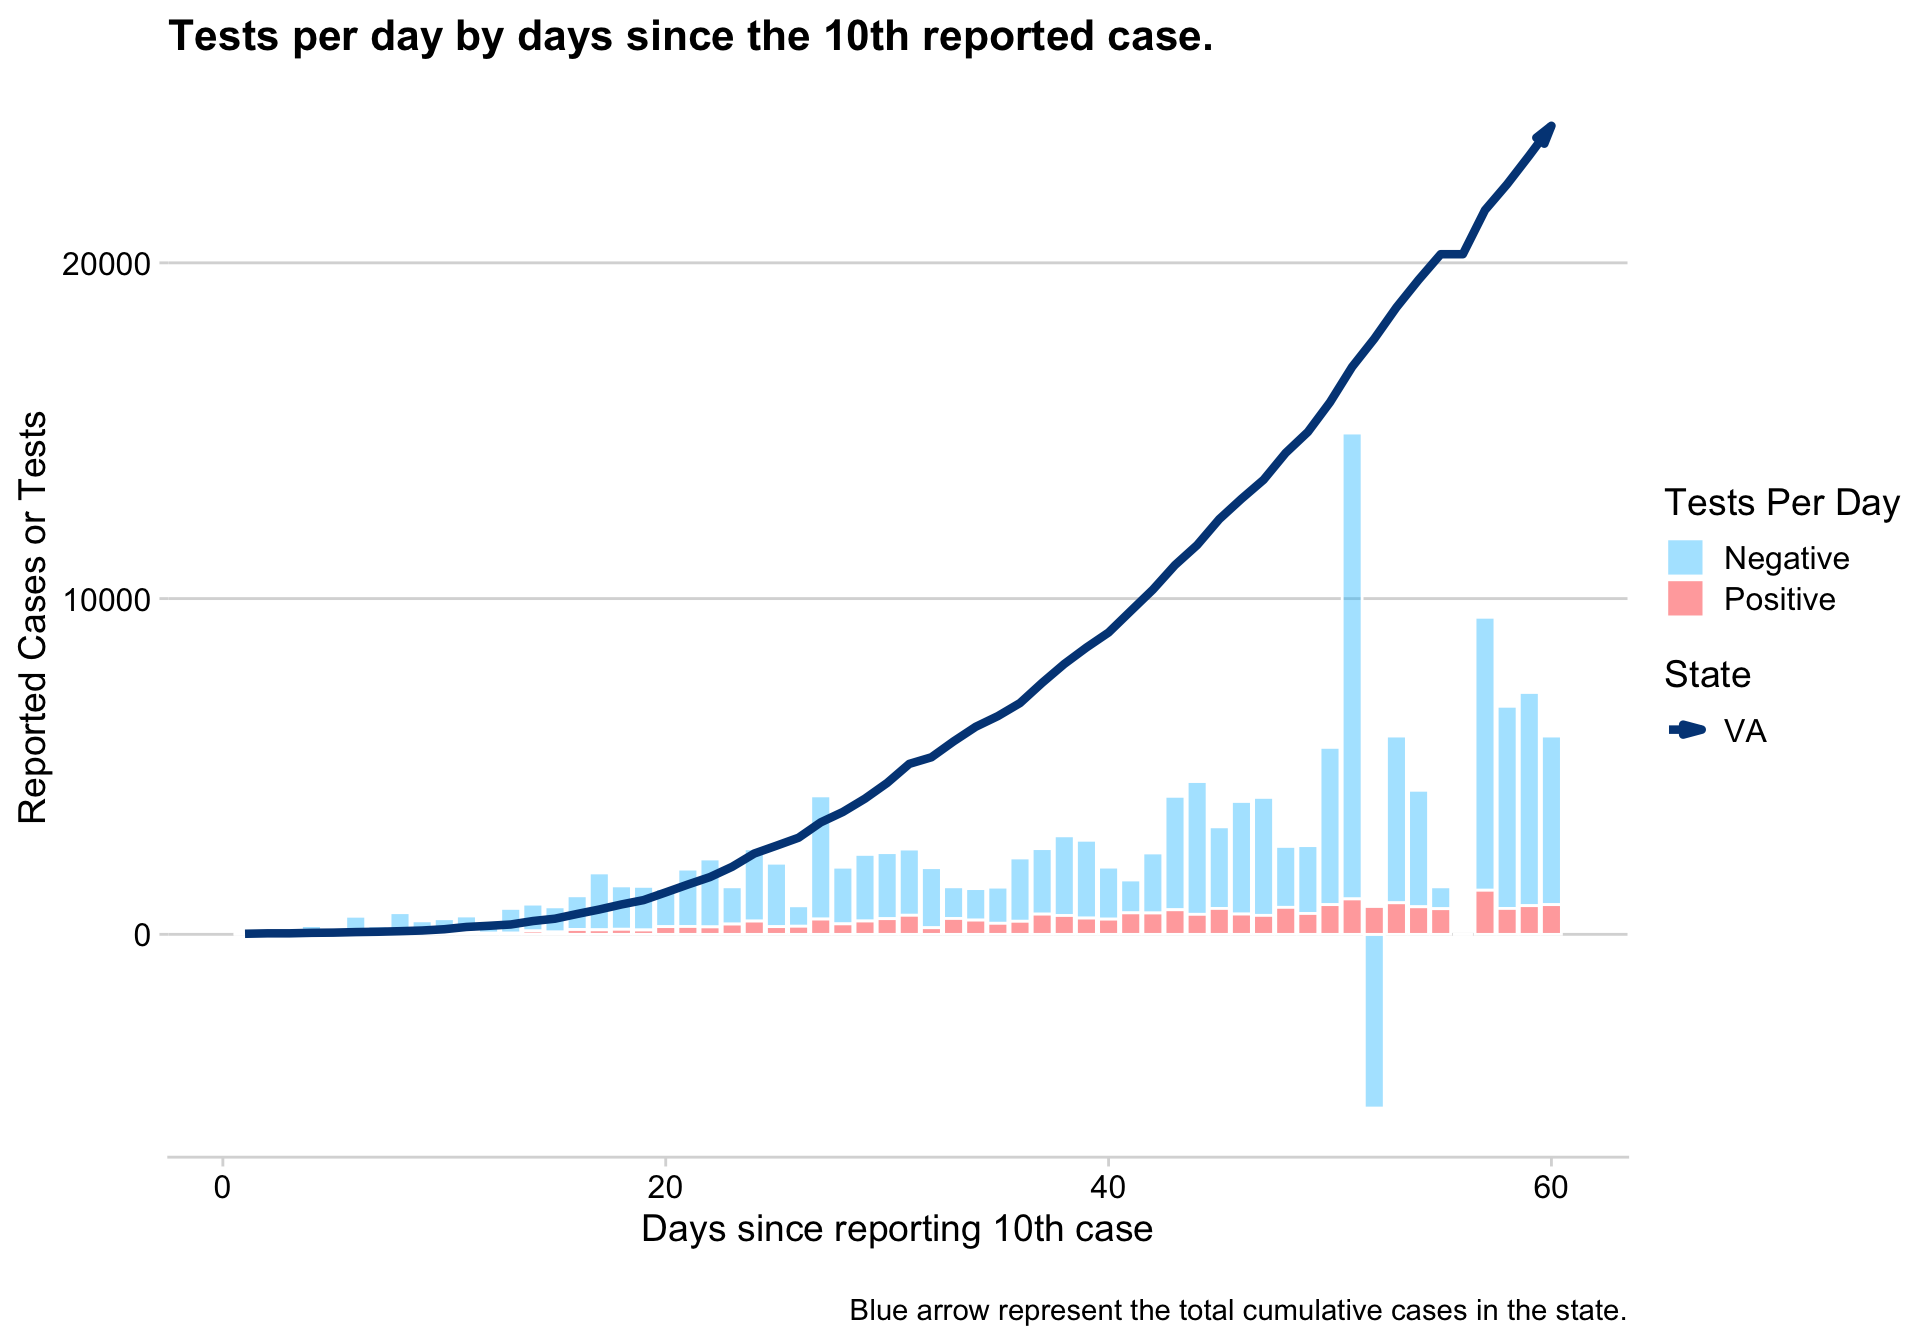 Tests per day by days since the 10th reported case.
20000
10000
0
Reported Cases or Tests
0
20
40
60
Days since reporting 10th case
Tests Per Day
Negative
Positive
State
VA
Blue arrow represent the total cumulative cases in the state.